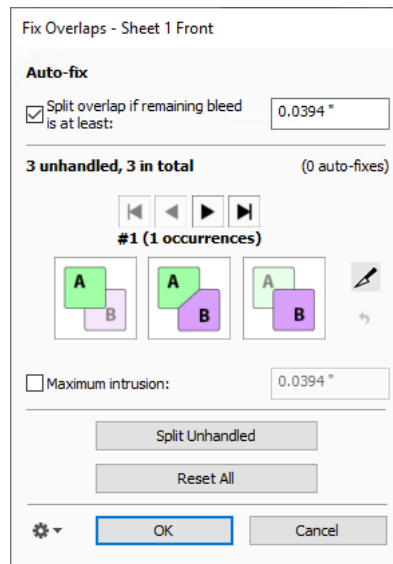 Fix Overlaps - Sheet 1 Front
Auto-fix
Split overlap if remaining bleed
is at least:
0.0394 "
3 unhandled, 3 in total (0 auto-fixes)
#1 (1 occurrences)
A B A B A B
Maximum intrusion: 0.0394 "
Split Unhandled
Reset All
OK Cancel